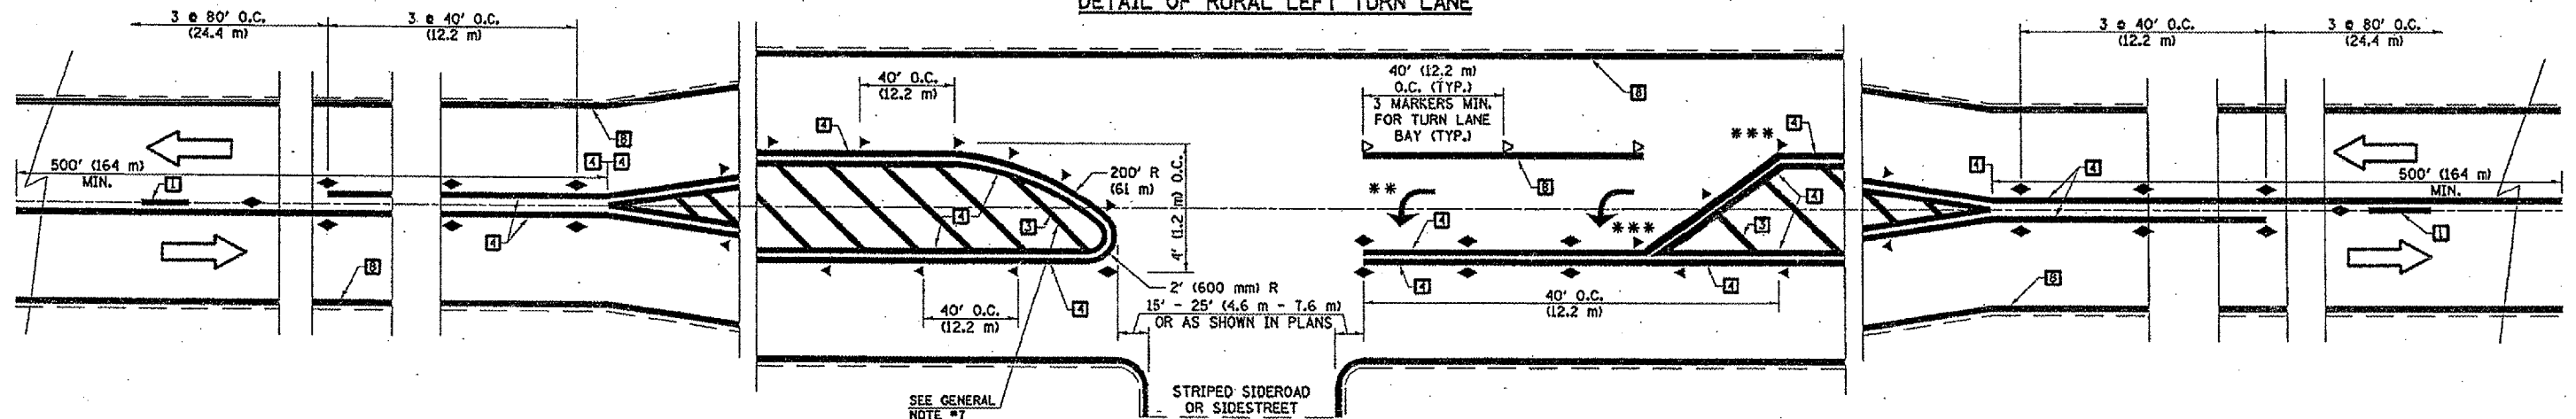 DETAIL OF RURAL LEFT TURN LANE
3 @ 80' O.C.
(24.4 m)
3 @ 40' O.C.
(12.2 m)
3 @ 40' O.C.
(12.2 m)
3 @ 80' O.C.
(24.4 m)
40' O.C.
(12.2 m)
40' (12.2 m)
O.C. (TYP.)
3 MARKERS MIN.
FOR TURN LANE
BAY (TYP.)
8
8
4
***
4
500' (164 m)
MIN.
4
4
1
200' R
(61 m)
4' (1.2 m) O.C.
8
**
4
4
4
4
500' (164 m)
MIN.
4
3
***
3
1
4
8
2' (600 mm) R
4
4
4
8
40' O.C.
(12.2 m)
15' - 25' (4.6 m - 7.6 m)
OR AS SHOWN IN PLANS
40' O.C.
(12.2 m)
SEE GENERAL
NOTE #7
STRIPED SIDEROAD
OR SIDESTREET